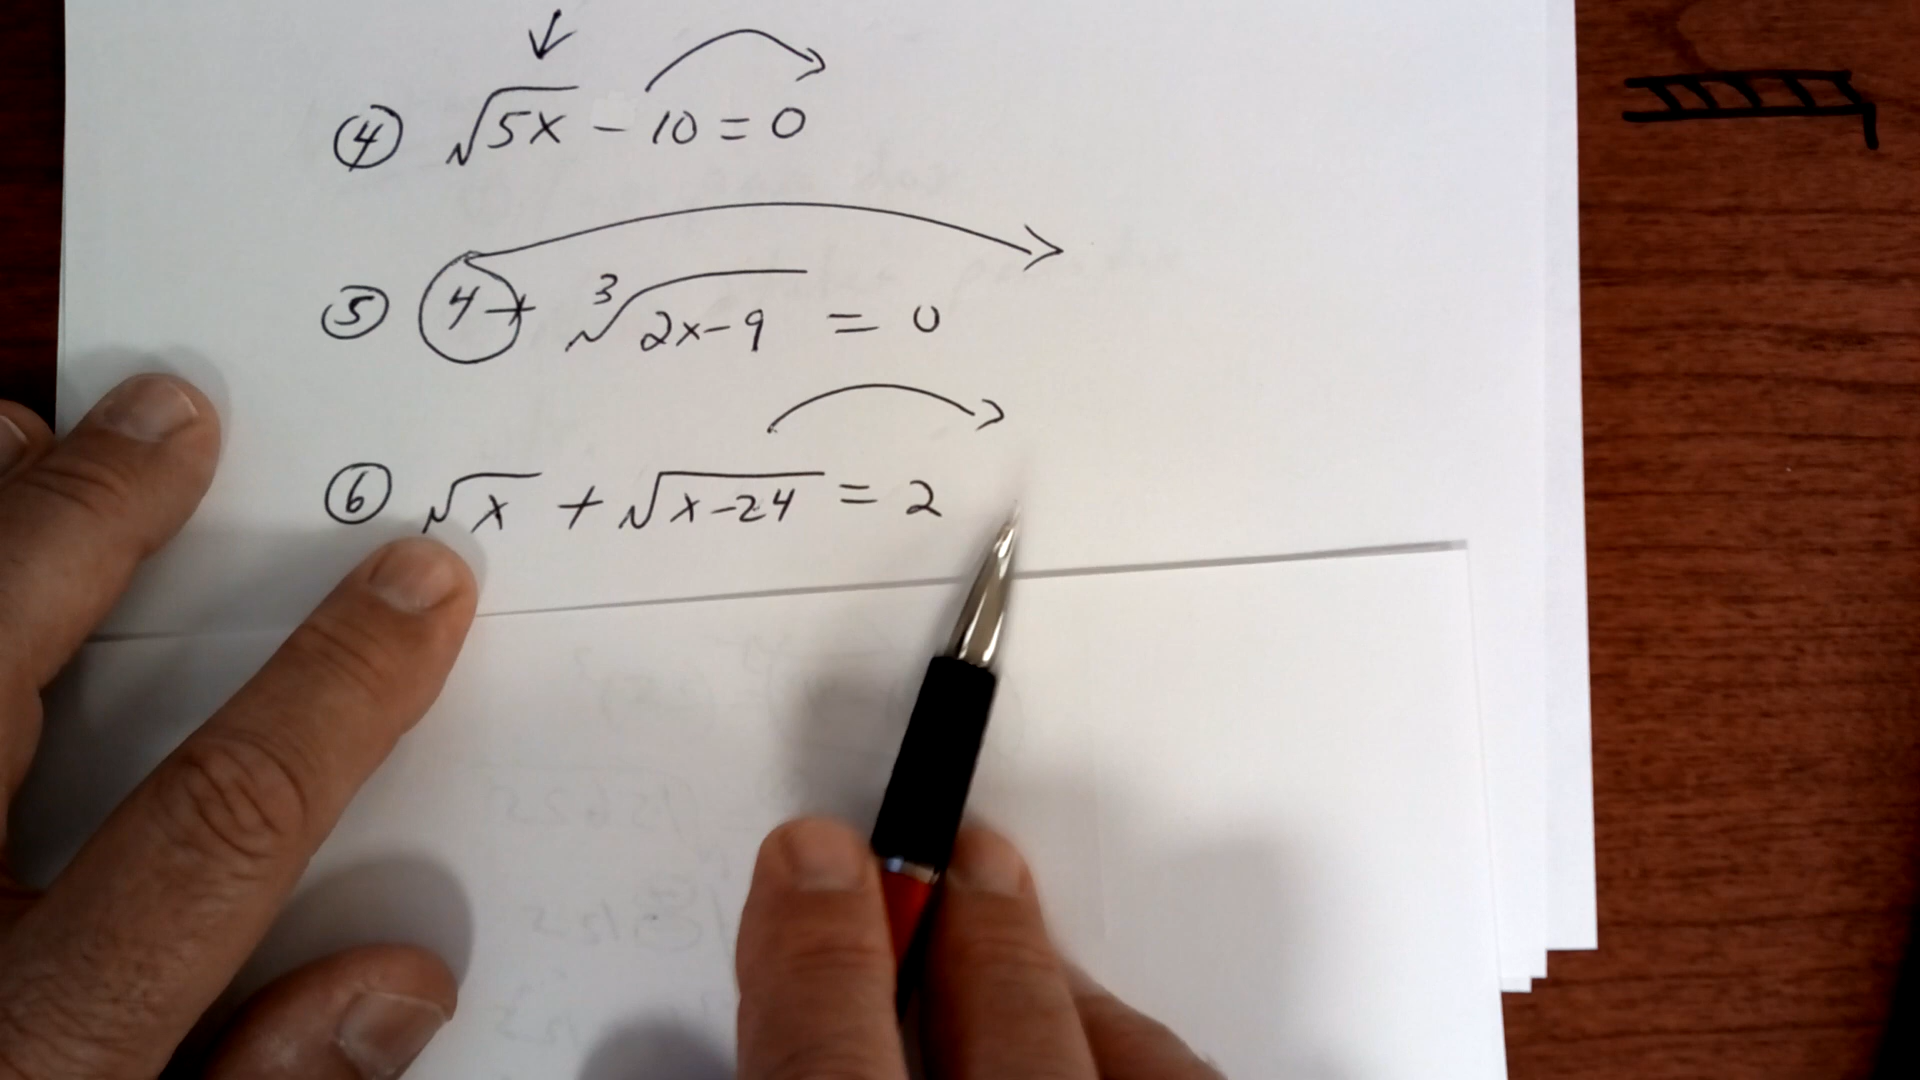 ④ √5x - 10 = 0
⑤ 4 + ∛2x-9 = 0
⑥ √x + √x-24 = 2